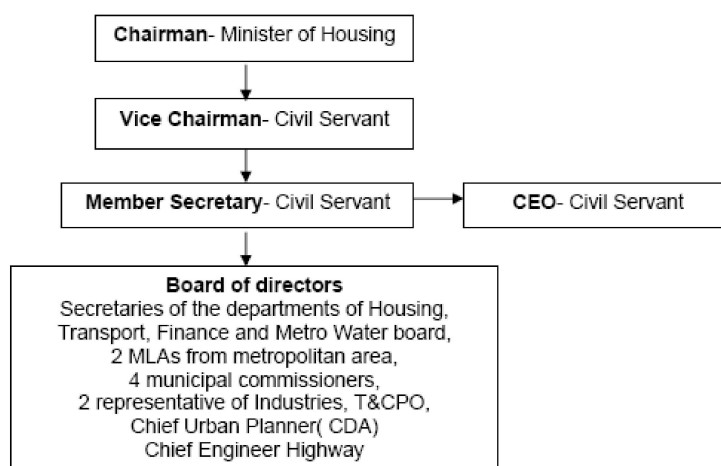 Chairman- Minister of Housing
Vice Chairman- Civil Servant
Member Secretary- Civil Servant
CEO- Civil Servant
Board of directors
Secretaries of the departments of Housing,
Transport, Finance and Metro Water board,
2 MLAs from metropolitan area,
4 municipal commissioners,
2 representative of Industries, T&CPO,
Chief Urban Planner( CDA)
Chief Engineer Highway